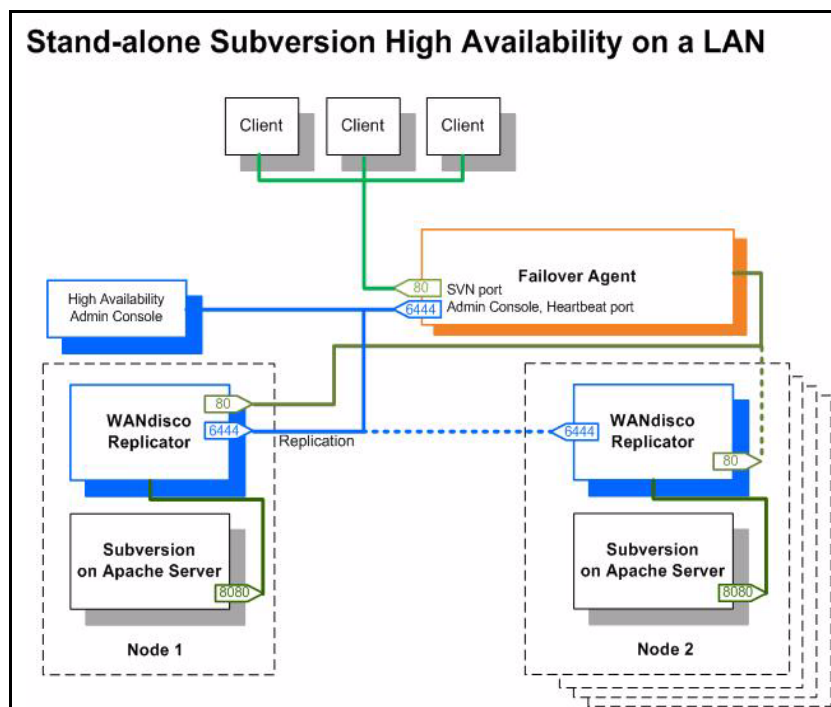 Stand-alone Subversion High Availability on a LAN
Client
Client
Client
Failover Agent
80
SVN port
6444
Admin Console, Heartbeat port
High Availability
Admin Console
WANdisco
Replicator
80
6444
Replication
Subversion
on Apache Server
8080
Node 1
6444
WANdisco
Replicator
80
Subversion
on Apache Server
8080
Node 2